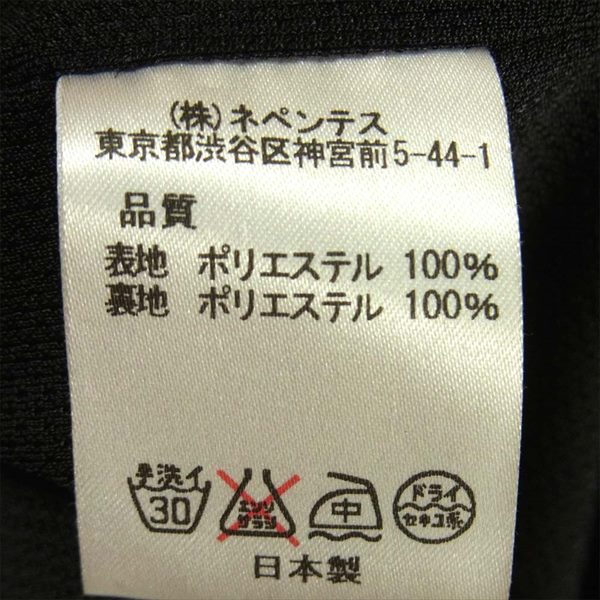 (株)ネペンテス
東京都渋谷区神宮前5-44-1
品質
表地 ポリエステル 100%
裏地 ポリエステル 100%
手洗イ 30
エンソ サラシ
中
ドライ セキユ系
日本製